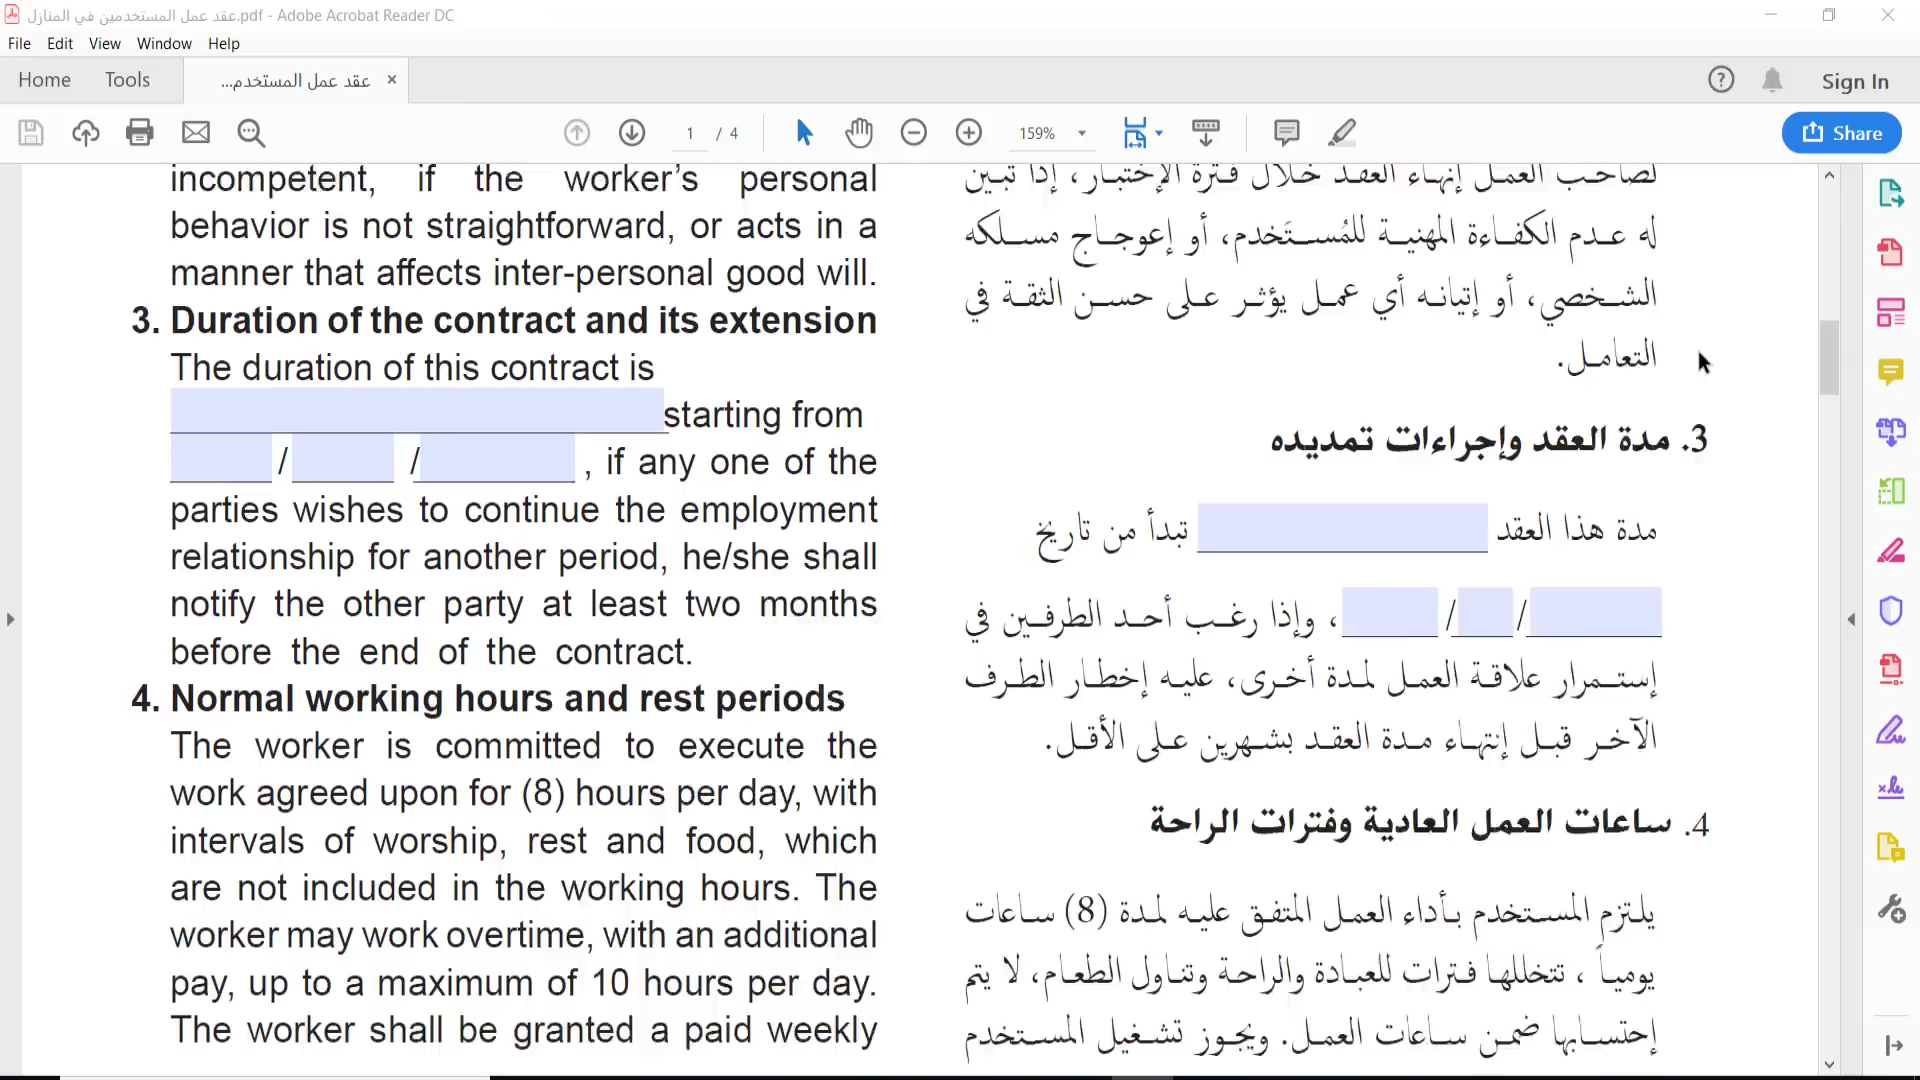 عقد عمل المستخدمين في المنازل.pdf - Adobe Acrobat Reader DC
File Edit View Window Help
Home Tools عقد عمل المستخدم... × Sign In
1 / 4 159% Share
incompetent, if the worker's personal
behavior is not straightforward, or acts in a
manner that affects inter-personal good will.
3. Duration of the contract and its extension
The duration of this contract is
starting from
/ / , if any one of the
parties wishes to continue the employment
relationship for another period, he/she shall
notify the other party at least two months
before the end of the contract.
4. Normal working hours and rest periods
The worker is committed to execute the
work agreed upon for (8) hours per day, with
intervals of worship, rest and food, which
are not included in the working hours. The
worker may work overtime, with an additional
pay, up to a maximum of 10 hours per day.
The worker shall be granted a paid weekly
لصاحب العمل إنهاء العقد خلال فترة الإختبار، إذا تبين
له عدم الكفاءة المهنية للمُستَخدم، أو إعوجاج مسلكه
الشخصي، أو إتيانه أي عمل يؤثر على حسن الثقة في
التعامل.
3. مدة العقد وإجراءات تمديده
مدة هذا العقد تبدأ من تاريخ
/ / ، وإذا رغب أحد الطرفين في
إستمرار علاقة العمل لمدة أخرى، عليه إخطار الطرف
الآخر قبل إنتهاء مدة العقد بشهرين على الأقل.
4. ساعات العمل العادية وفترات الراحة
يلتزم المستخدم بأداء العمل المتفق عليه لمدة (8) ساعات
يومياً ، تتخللها فترات للعبادة والراحة وتناول الطعام، لا يتم
إحتسابها ضمن ساعات العمل. ويجوز تشغيل المستخدم